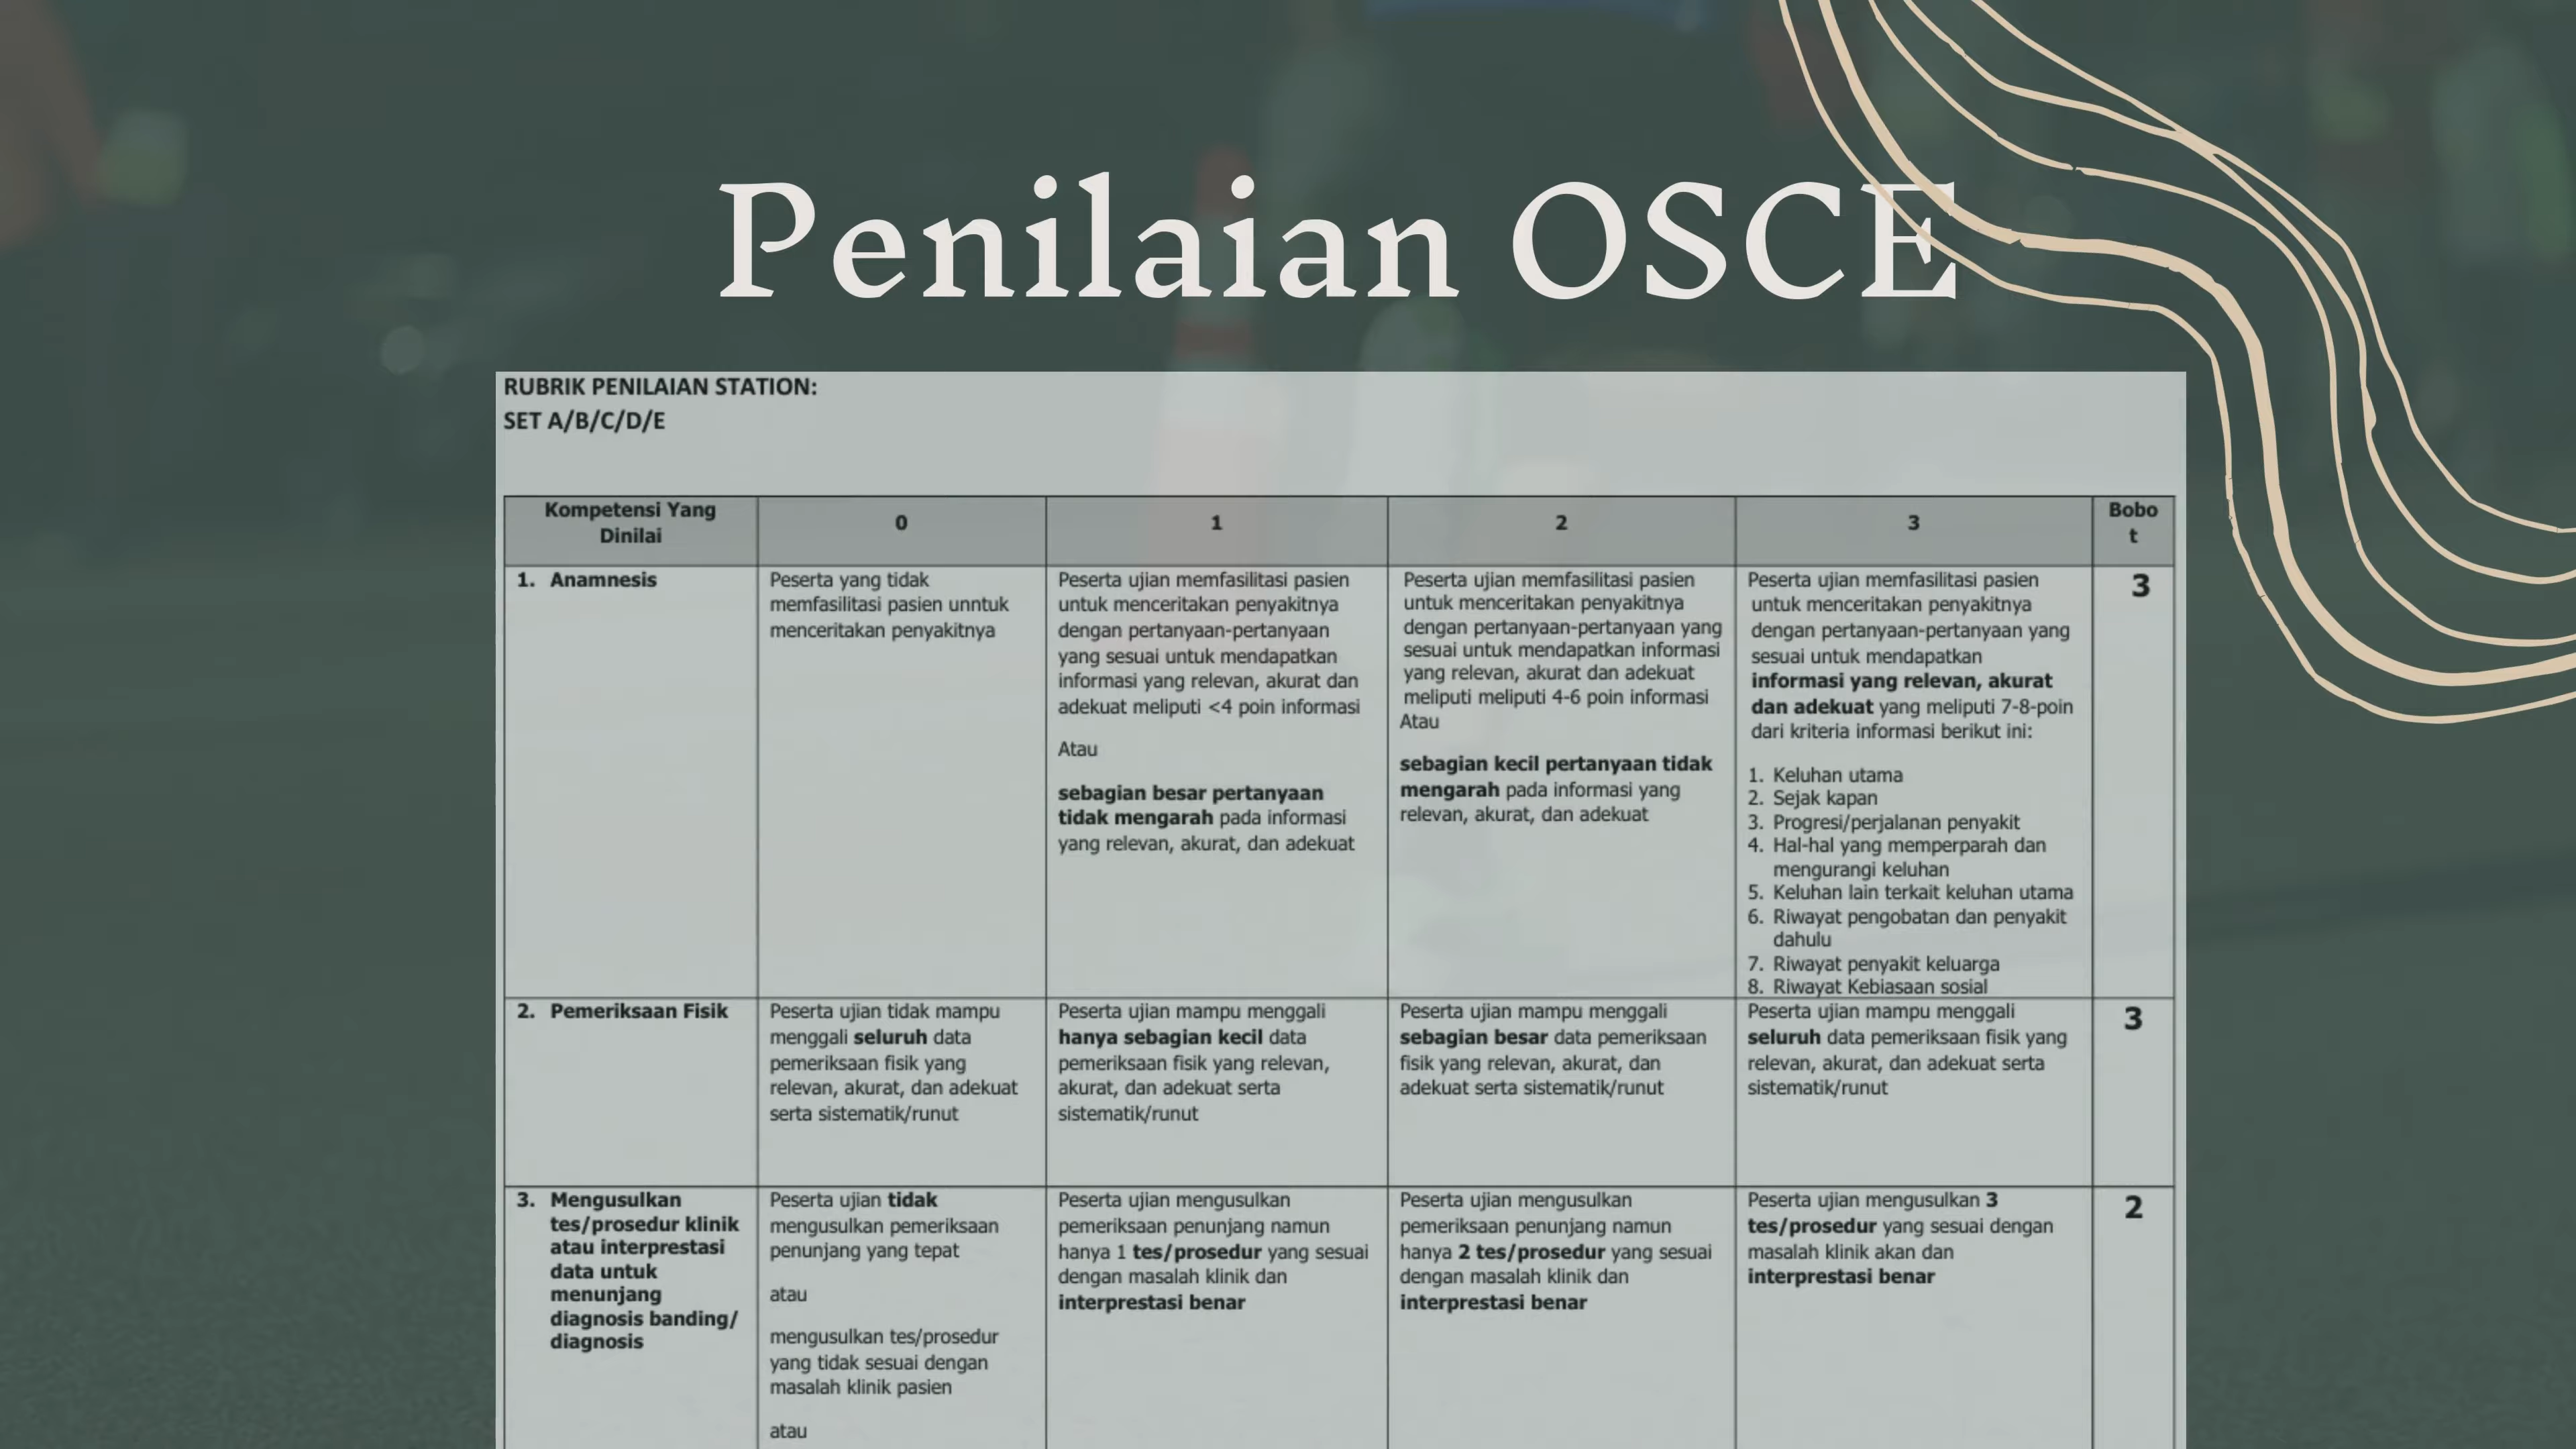 Penilaian OSCE
RUBRIK PENILAIAN STATION:
SET A/B/C/D/E
Kompetensi Yang
Dinilai
0
1
2
3
Bobo
t
1. Anamnesis
Peserta yang tidak
memfasilitasi pasien unntuk
menceritakan penyakitnya
Peserta ujian memfasilitasi pasien
untuk menceritakan penyakitnya
dengan pertanyaan-pertanyaan
yang sesuai untuk mendapatkan
informasi yang relevan, akurat dan
adekuat meliputi <4 poin informasi
Atau
sebagian besar pertanyaan
tidak mengarah pada informasi
yang relevan, akurat, dan adekuat
Peserta ujian memfasilitasi pasien
untuk menceritakan penyakitnya
dengan pertanyaan-pertanyaan yang
sesuai untuk mendapatkan informasi
yang relevan, akurat dan adekuat
meliputi meliputi 4-6 poin informasi
Atau
sebagian kecil pertanyaan tidak
mengarah pada informasi yang
relevan, akurat, dan adekuat
Peserta ujian memfasilitasi pasien
untuk menceritakan penyakitnya
dengan pertanyaan-pertanyaan yang
sesuai untuk mendapatkan
informasi yang relevan, akurat
dan adekuat yang meliputi 7-8-poin
dari kriteria informasi berikut ini:
1. Keluhan utama
2. Sejak kapan
3. Progresi/perjalanan penyakit
4. Hal-hal yang memperparah dan
mengurangi keluhan
5. Keluhan lain terkait keluhan utama
6. Riwayat pengobatan dan penyakit
dahulu
7. Riwayat penyakit keluarga
8. Riwayat Kebiasaan sosial
3
2. Pemeriksaan Fisik
Peserta ujian tidak mampu
menggali seluruh data
pemeriksaan fisik yang
relevan, akurat, dan adekuat
serta sistematik/runut
Peserta ujian mampu menggali
hanya sebagian kecil data
pemeriksaan fisik yang relevan,
akurat, dan adekuat serta
sistematik/runut
Peserta ujian mampu menggali
sebagian besar data pemeriksaan
fisik yang relevan, akurat, dan
adekuat serta sistematik/runut
Peserta ujian mampu menggali
seluruh data pemeriksaan fisik yang
relevan, akurat, dan adekuat serta
sistematik/runut
3
3. Mengusulkan
tes/prosedur klinik
atau interprestasi
data untuk
menunjang
diagnosis banding/
diagnosis
Peserta ujian tidak
mengusulkan pemeriksaan
penunjang yang tepat
atau
mengusulkan tes/prosedur
yang tidak sesuai dengan
masalah klinik pasien
atau
Peserta ujian mengusulkan
pemeriksaan penunjang namun
hanya 1 tes/prosedur yang sesuai
dengan masalah klinik dan
interprestasi benar
Peserta ujian mengusulkan
pemeriksaan penunjang namun
hanya 2 tes/prosedur yang sesuai
dengan masalah klinik dan
interprestasi benar
Peserta ujian mengusulkan 3
tes/prosedur yang sesuai dengan
masalah klinik akan dan
interprestasi benar
2